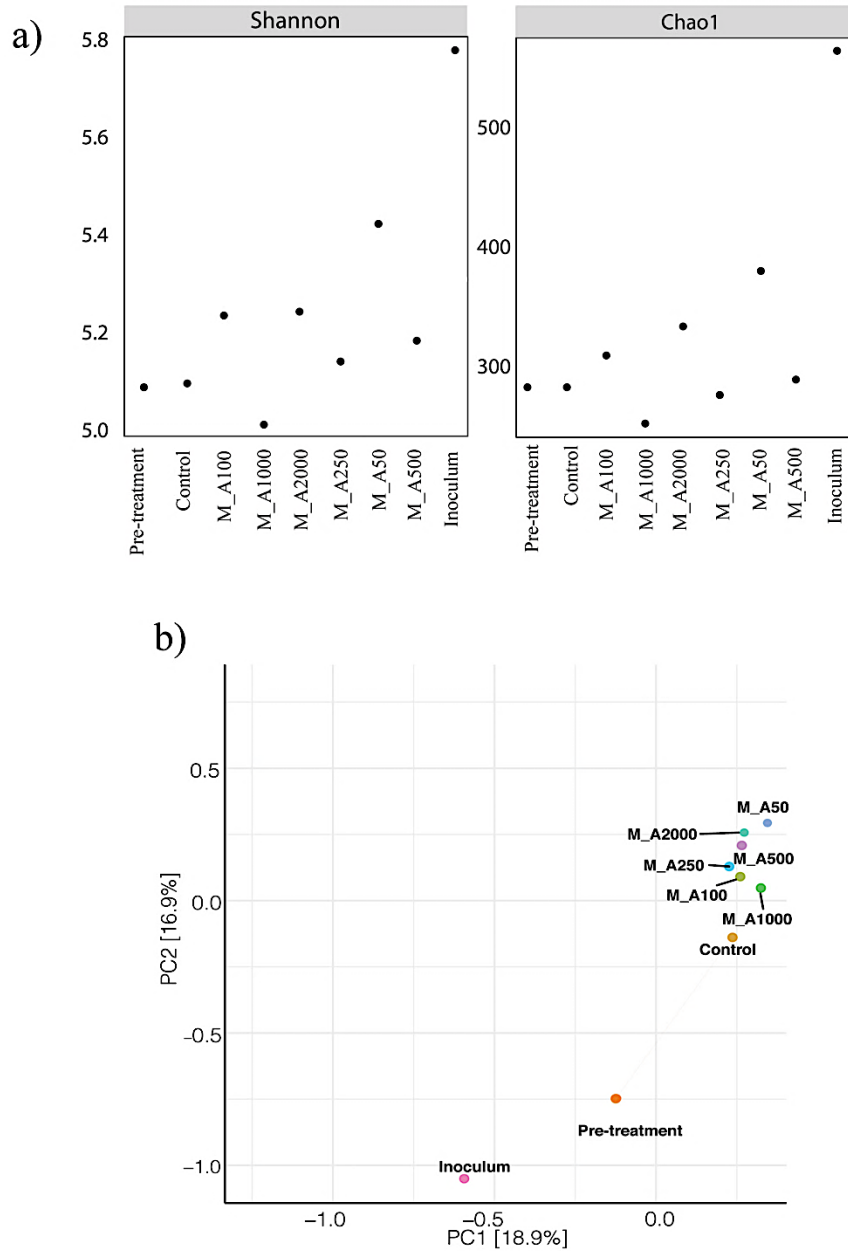 a)
Shannon
Chao1
5.8
5.6
5.4
5.2
5.0
500
400
300
Pre-treatment
Control
M_A100
M_A1000
M_A2000
M_A250
M_A50
M_A500
Inoculum
Pre-treatment
Control
M_A100
M_A1000
M_A2000
M_A250
M_A50
M_A500
Inoculum
b)
PC2 [16.9%]
0.5
0.0
−0.5
−1.0
M_A50
M_A2000
M_A500
M_A250
M_A100
M_A1000
Control
Pre-treatment
Inoculum
−1.0
−0.5
0.0
PC1 [18.9%]